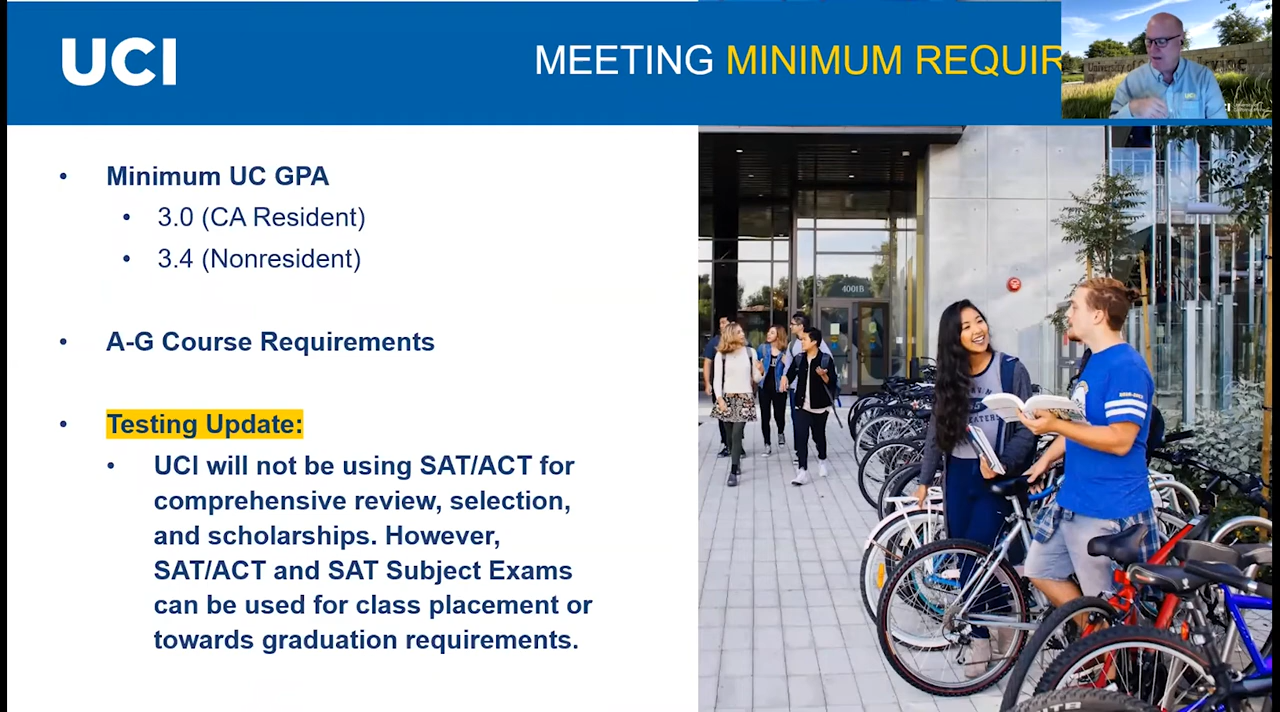 UCI
MEETING MINIMUM REQUIR
Minimum UC GPA
3.0 (CA Resident)
3.4 (Nonresident)
A-G Course Requirements
Testing Update:
UCI will not be using SAT/ACT for
comprehensive review, selection,
and scholarships. However,
SAT/ACT and SAT Subject Exams
can be used for class placement or
towards graduation requirements.
4001B